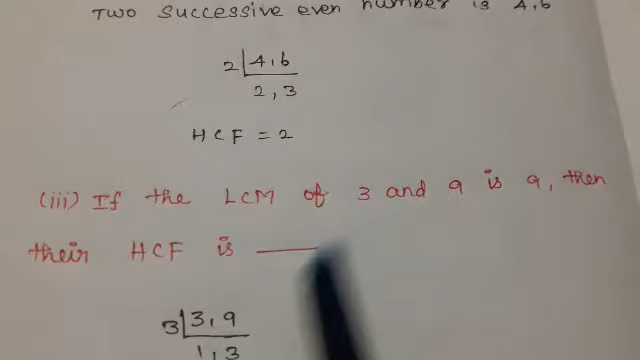 Two successive even number is 4,6
2 | 4,6
2,3
HCF = 2
(iii) If the LCM of 3 and 9 is 9, then
their HCF is ____
3 | 3,9
1,3